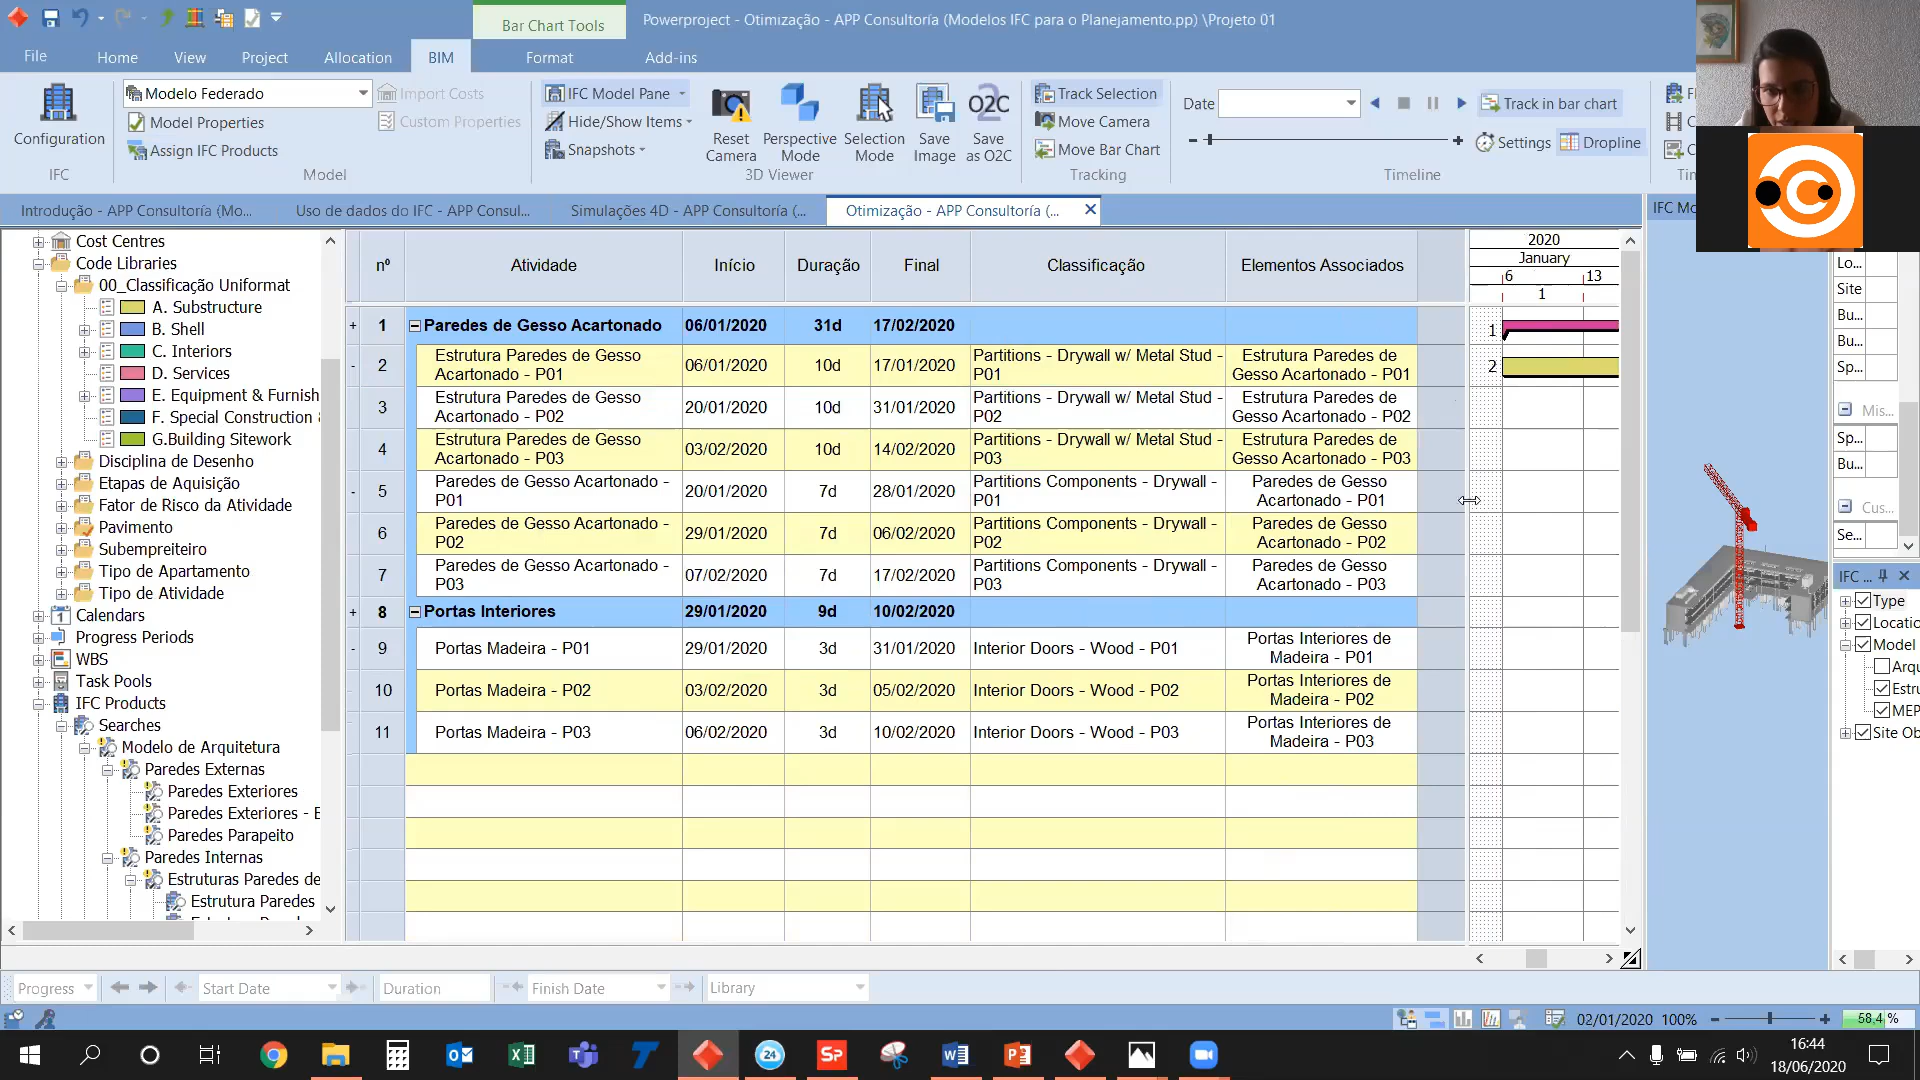 Bar Chart Tools
Powerproject - Otimização - APP Consultoría (Modelos IFC para o Planejamento.pp) \Projeto 01
File
Home
View
Project
Allocation
BIM
Format
Add-ins
Configuration
IFC
Modelo Federado
Model Properties
Assign IFC Products
Import Costs
Custom Properties
Model
IFC Model Pane
Hide/Show Items
Snapshots
Reset Camera
Perspective Mode
Selection Mode
Save Image
O2C
Save as O2C
3D Viewer
Track Selection
Move Camera
Move Bar Chart
Tracking
Date
Track in bar chart
Settings
Dropline
Timeline
Introdução - APP Consultoría (Mo...
Uso de dados do IFC - APP Consul...
Simulações 4D - APP Consultoría (...
Otimização - APP Consultoría (...
IFC Mo
Cost Centres
Code Libraries
00_Classificação Uniformat
A. Substructure
B. Shell
C. Interiors
D. Services
E. Equipment & Furnish
F. Special Construction
G.Building Sitework
Disciplina de Desenho
Etapas de Aquisição
Fator de Risco da Atividade
Pavimento
Subempreiteiro
Tipo de Apartamento
Tipo de Atividade
Calendars
Progress Periods
WBS
Task Pools
IFC Products
Searches
Modelo de Arquitetura
Paredes Externas
Paredes Exteriores
Paredes Exteriores - E
Paredes Parapeito
Paredes Internas
Estruturas Paredes de
Estrutura Paredes
nº Atividade Início Duração Final Classificação Elementos Associados
1 Paredes de Gesso Acartonado 06/01/2020 31d 17/02/2020
2 Estrutura Paredes de Gesso Acartonado - P01 06/01/2020 10d 17/01/2020 Partitions - Drywall w/ Metal Stud - P01 Estrutura Paredes de Gesso Acartonado - P01
3 Estrutura Paredes de Gesso Acartonado - P02 20/01/2020 10d 31/01/2020 Partitions - Drywall w/ Metal Stud - P02 Estrutura Paredes de Gesso Acartonado - P02
4 Estrutura Paredes de Gesso Acartonado - P03 03/02/2020 10d 14/02/2020 Partitions - Drywall w/ Metal Stud - P03 Estrutura Paredes de Gesso Acartonado - P03
5 Paredes de Gesso Acartonado - P01 20/01/2020 7d 28/01/2020 Partitions Components - Drywall - P01 Paredes de Gesso Acartonado - P01
6 Paredes de Gesso Acartonado - P02 29/01/2020 7d 06/02/2020 Partitions Components - Drywall - P02 Paredes de Gesso Acartonado - P02
7 Paredes de Gesso Acartonado - P03 07/02/2020 7d 17/02/2020 Partitions Components - Drywall - P03 Paredes de Gesso Acartonado - P03
8 Portas Interiores 29/01/2020 9d 10/02/2020
9 Portas Madeira - P01 29/01/2020 3d 31/01/2020 Interior Doors - Wood - P01 Portas Interiores de Madeira - P01
10 Portas Madeira - P02 03/02/2020 3d 05/02/2020 Interior Doors - Wood - P02 Portas Interiores de Madeira - P02
11 Portas Madeira - P03 06/02/2020 3d 10/02/2020 Interior Doors - Wood - P03 Portas Interiores de Madeira - P03
2020
January
6 13
1
1
2
Lo...
Site
Bu...
Bu...
Sp...
Mis...
Sp...
Bu...
Cus...
Se...
IFC ...
Type
Locatio
Model
Arqu
Estru
MEP
Site Ob
Progress
Start Date
Duration
Finish Date
Library
02/01/2020 100%
58,4 %
24
SP
16:44
18/06/2020